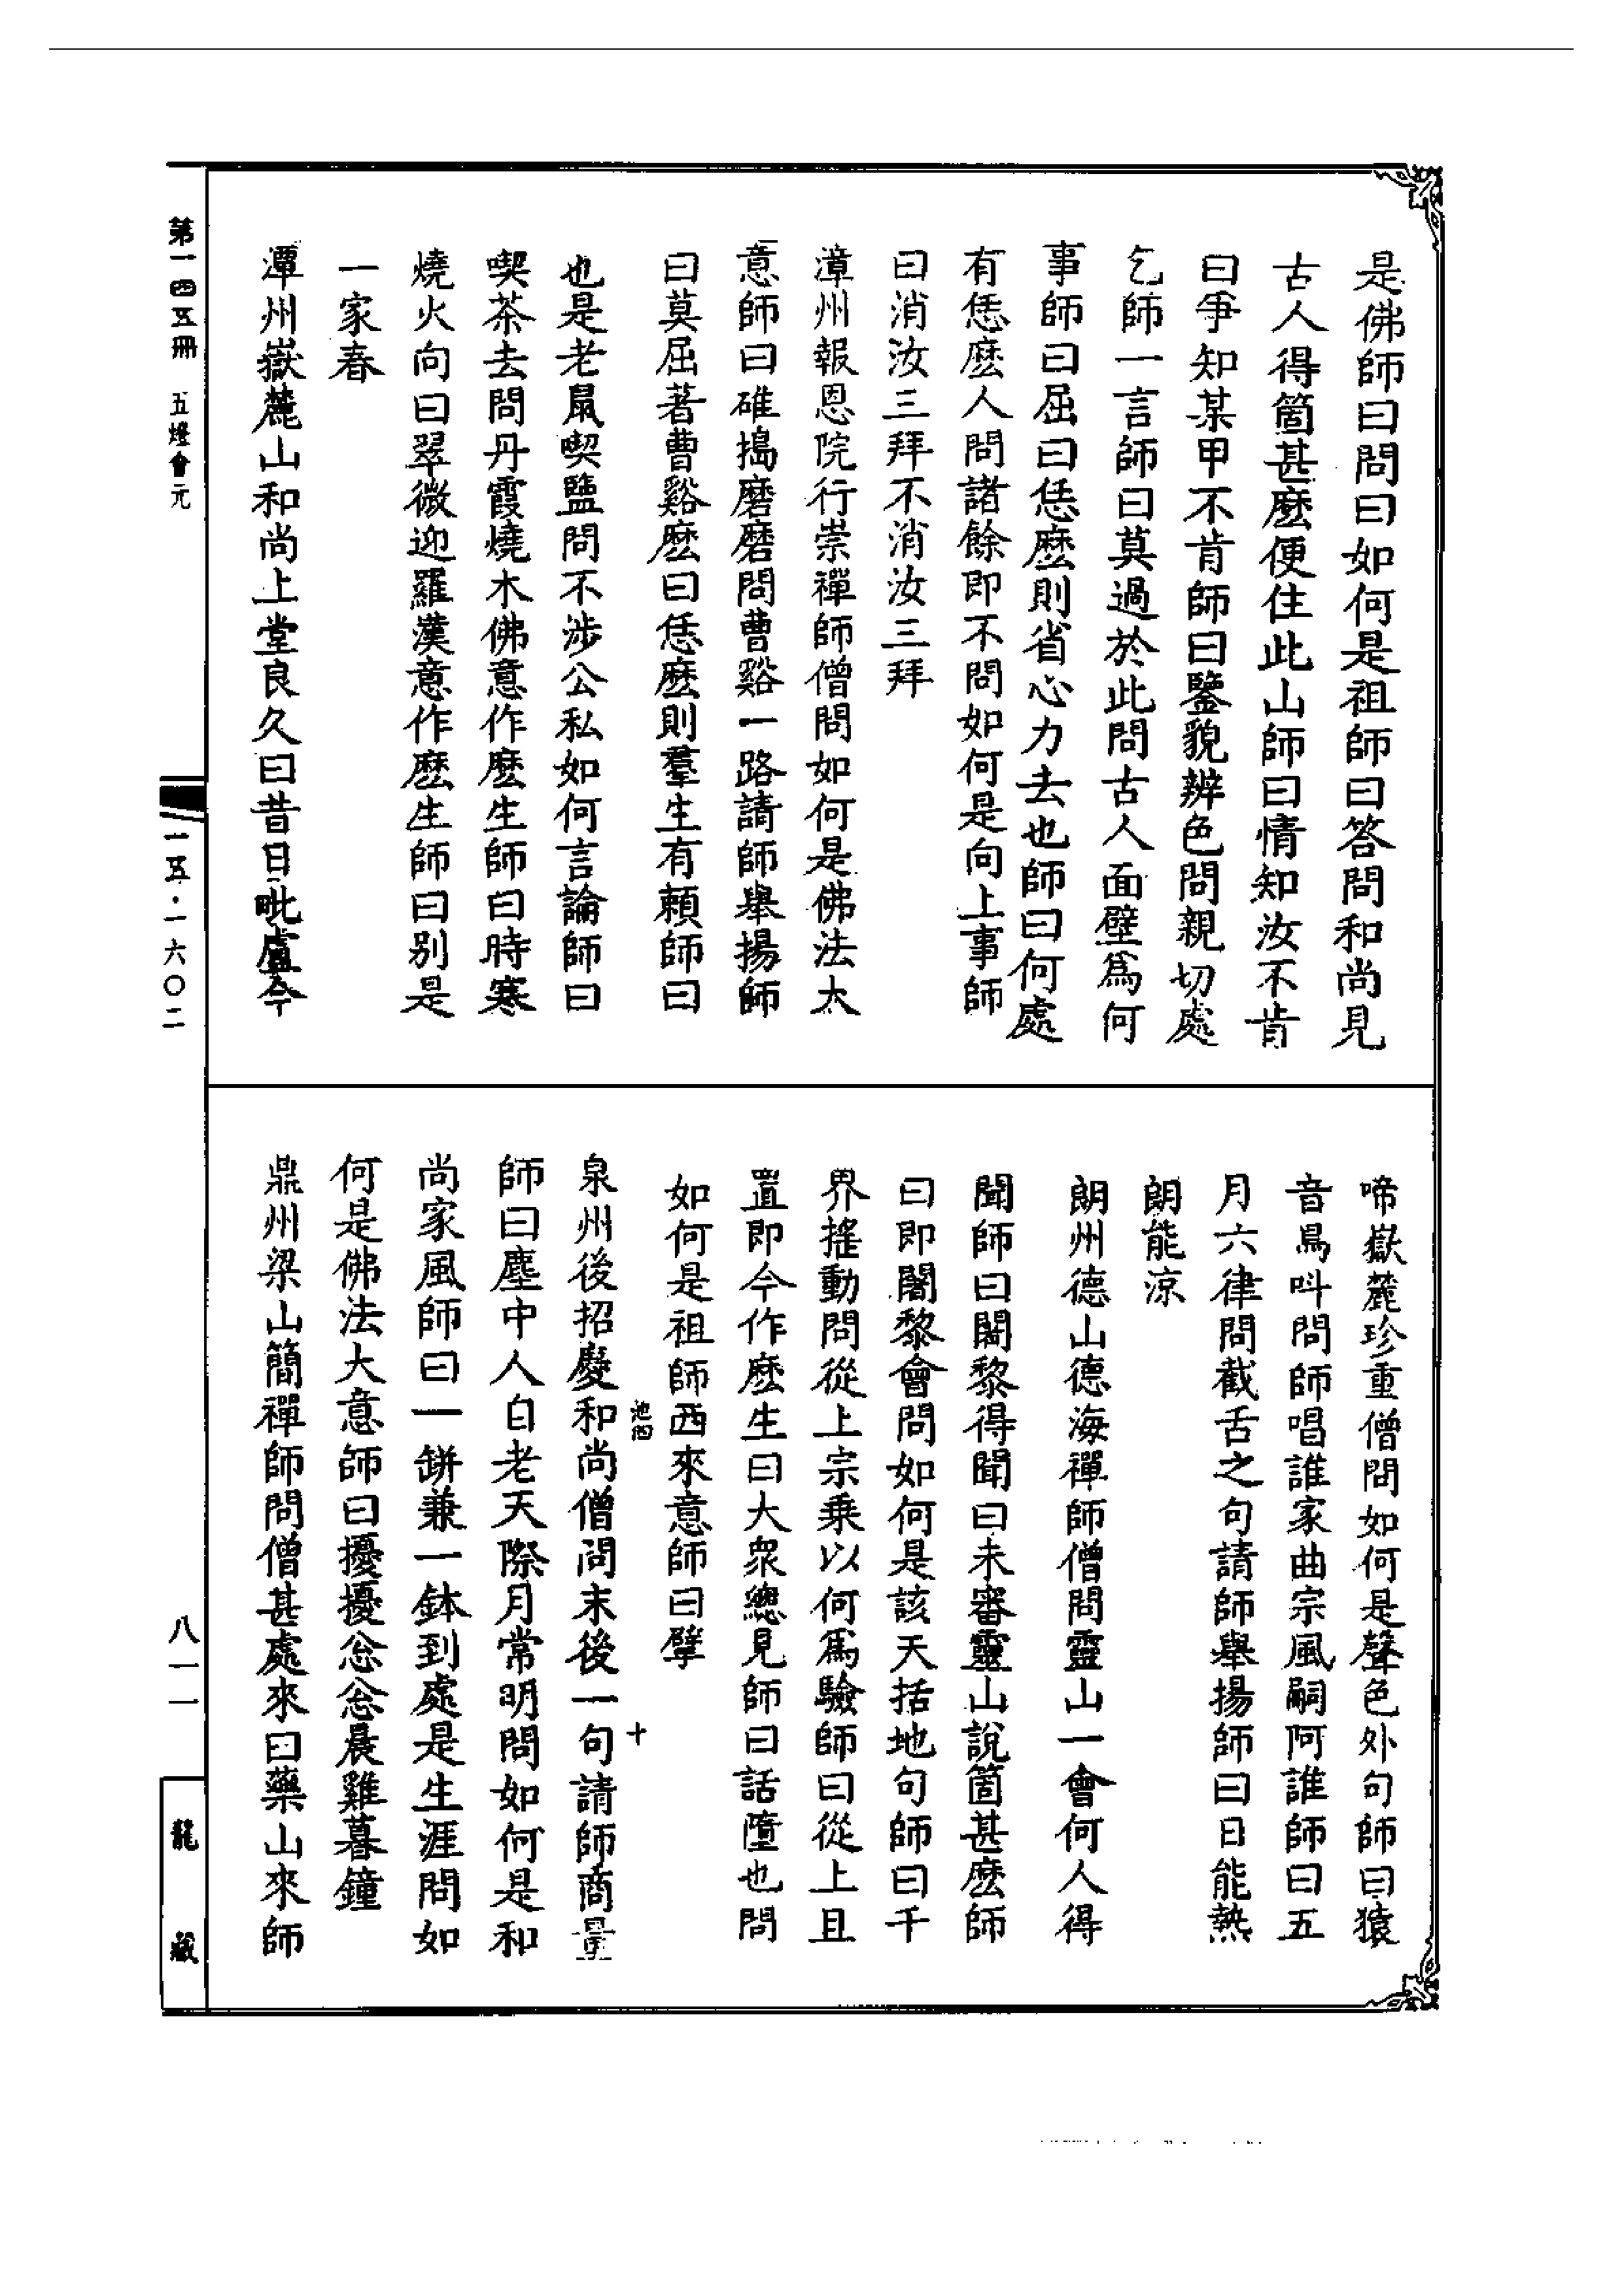 是佛師曰問曰如何是祖師曰答問和尚見
古人得箇甚麽便住此山師曰情知汝不肯
曰爭知某甲不肯師曰鑒貌辨色問親切處
乞師一言師曰莫過於此問古人面壁爲何
事師曰屈曰恁麽則省心力去也師曰何處
有恁麽人問諸餘即不問如何是向上事師
曰消汝三拜不消汝三拜
漳州報恩院行崇禪師僧問如何是佛法大
意師曰碓搗磨磨問曹谿一路請師舉揚師
曰莫屈著曹谿麽曰恁麽則羣生有頼師曰
也是老鼠喫鹽問不涉公私如何言論師曰
喫茶去問丹霞燒木佛意作麽生師曰時寒
燒火向曰翠微迎羅漢意作麽生師曰別是
一家春
潭州嶽麓山和尚上堂良久曰昔日毗盧今
啼嶽麓珍重僧問如何是聲色外句師曰猿
音鳥呌問師唱誰家曲宗風嗣阿誰師曰五
月六律問截舌之句請師舉揚師曰日能熱
朗能涼
朗州德山德海禪師僧問靈山一會何人得
聞師曰闍黎得聞曰未審靈山說箇甚麽師
曰即闍黎會問如何是該天括地句師曰千
界搖動問從上宗乗以何爲驗師曰從上且
置即今作麽生曰大衆總見師曰話墮也問
如何是祖師西來意師曰擘
泉州後招慶和尚僧問末後一句請師商量
師曰塵中人自老天際月常明問如何是和
尚家風師曰一缾兼一鉢到處是生涯問如
何是佛法大意師曰擾擾忩忩晨雞暮鐘
鼎州梁山簡禪師問僧甚處來曰藥山來師
十
第一四五冊 五燈會元
一五·一六〇二
八一一
龍藏